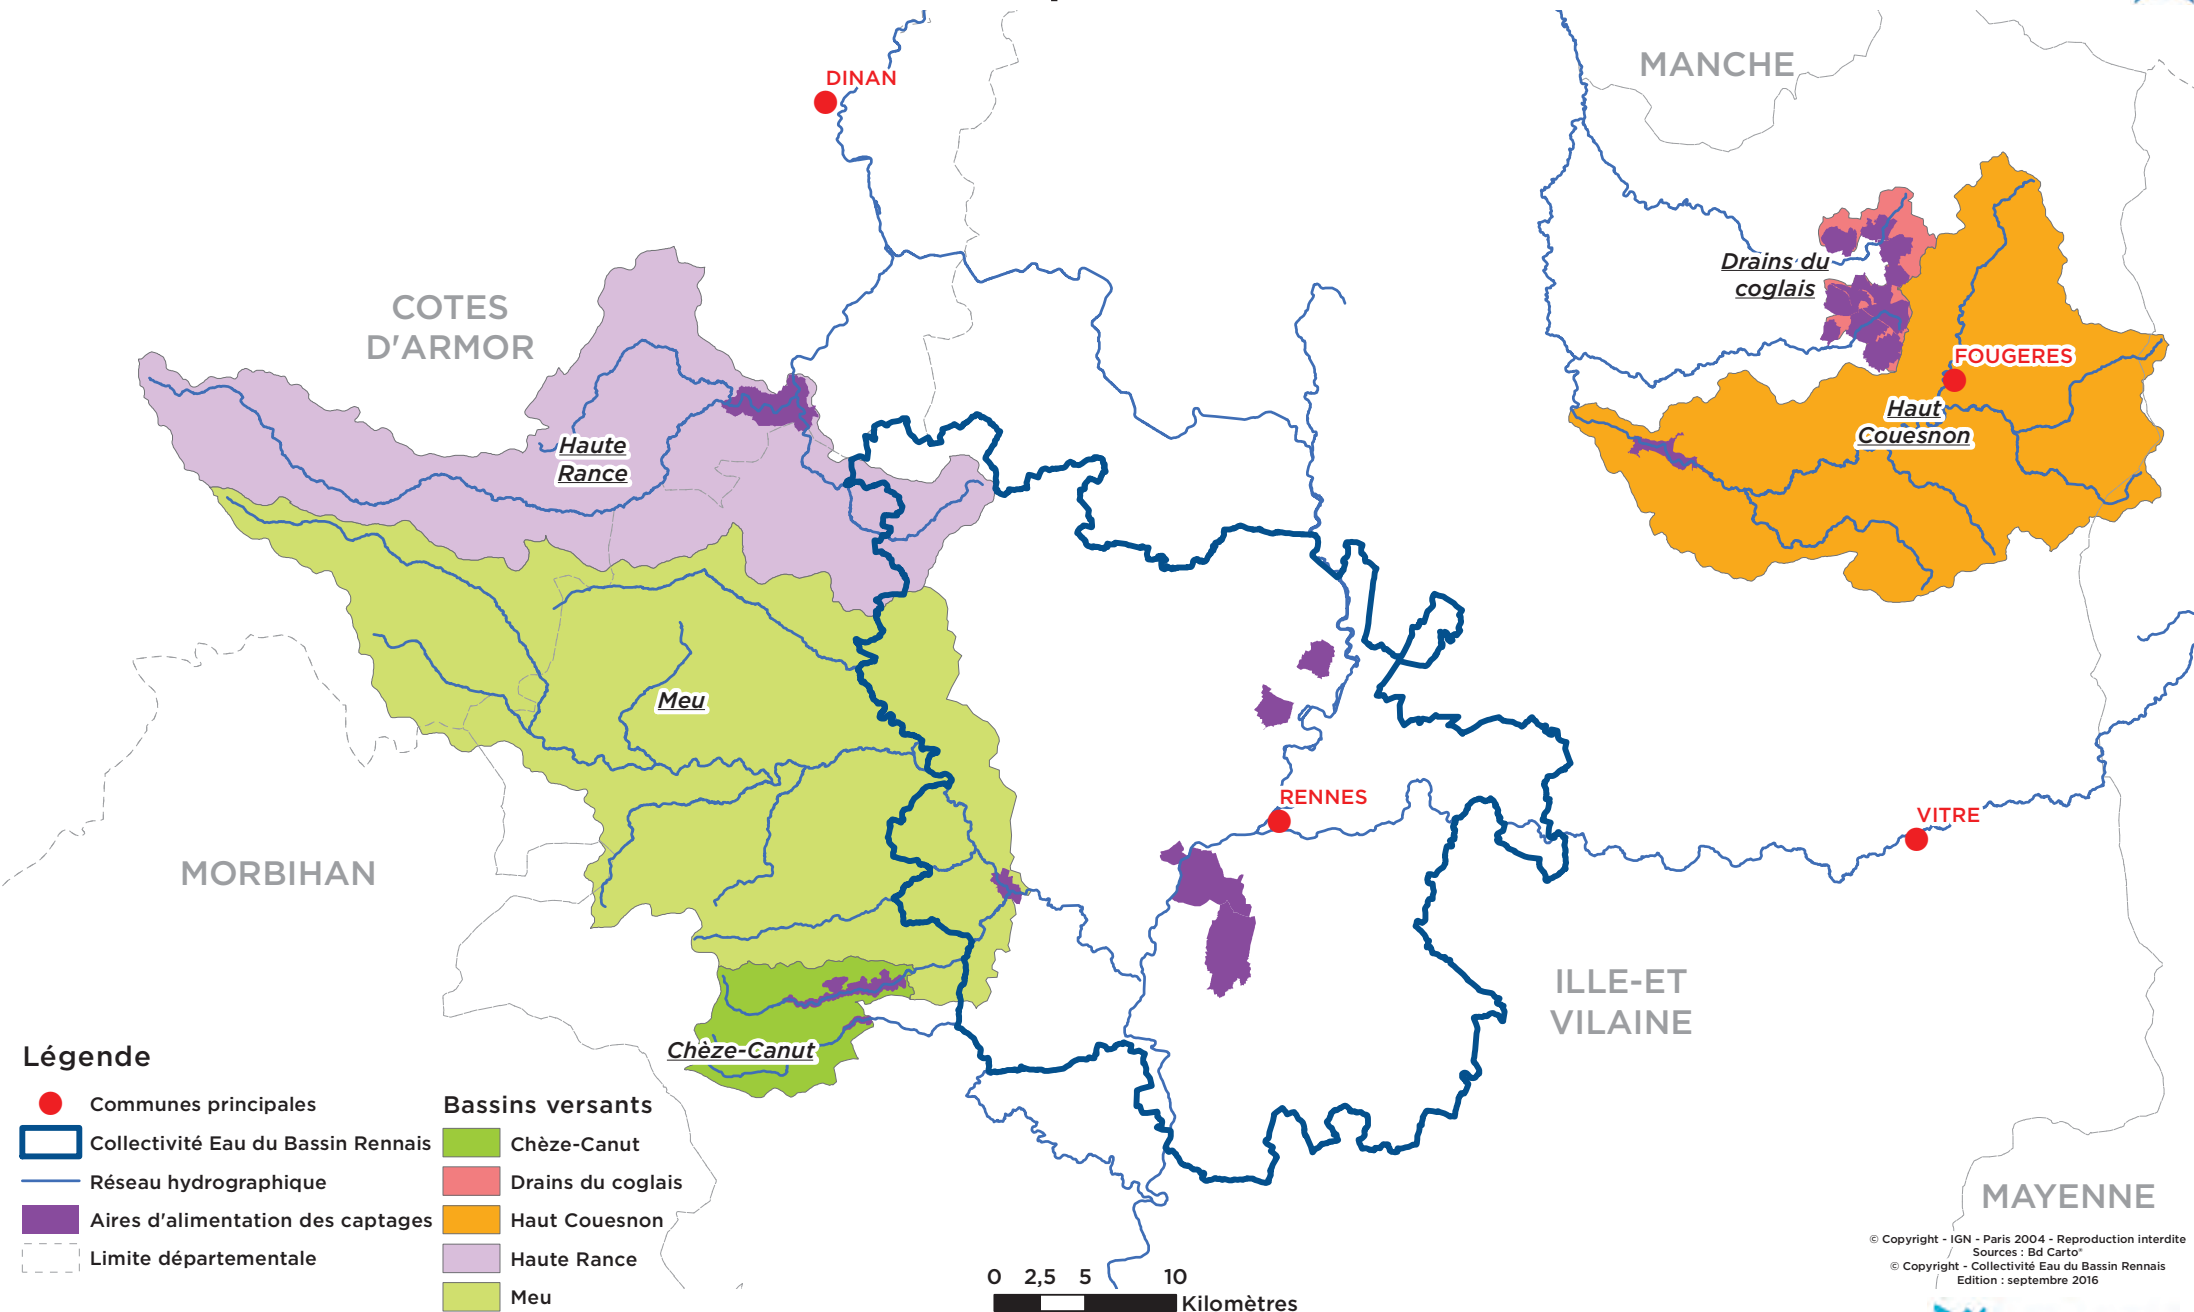 DINAN
MANCHE
COTES
D'ARMOR
Drains du
coglais
FOUGERES
Haut
Couesnon
Haute
Rance
Meu
RENNES
VITRE
MORBIHAN
ILLE-ET
VILAINE
Chèze-Canut
MAYENNE
Légende
Communes principales
Collectivité Eau du Bassin Rennais
Réseau hydrographique
Aires d'alimentation des captages
Limite départementale
Bassins versants
Chèze-Canut
Drains du coglais
Haut Couesnon
Haute Rance
Meu
0 2,5 5 10
Kilomètres
© Copyright - IGN - Paris 2004 - Reproduction interdite
Sources : Bd Carto®
© Copyright - Collectivité Eau du Bassin Rennais
Edition : septembre 2016